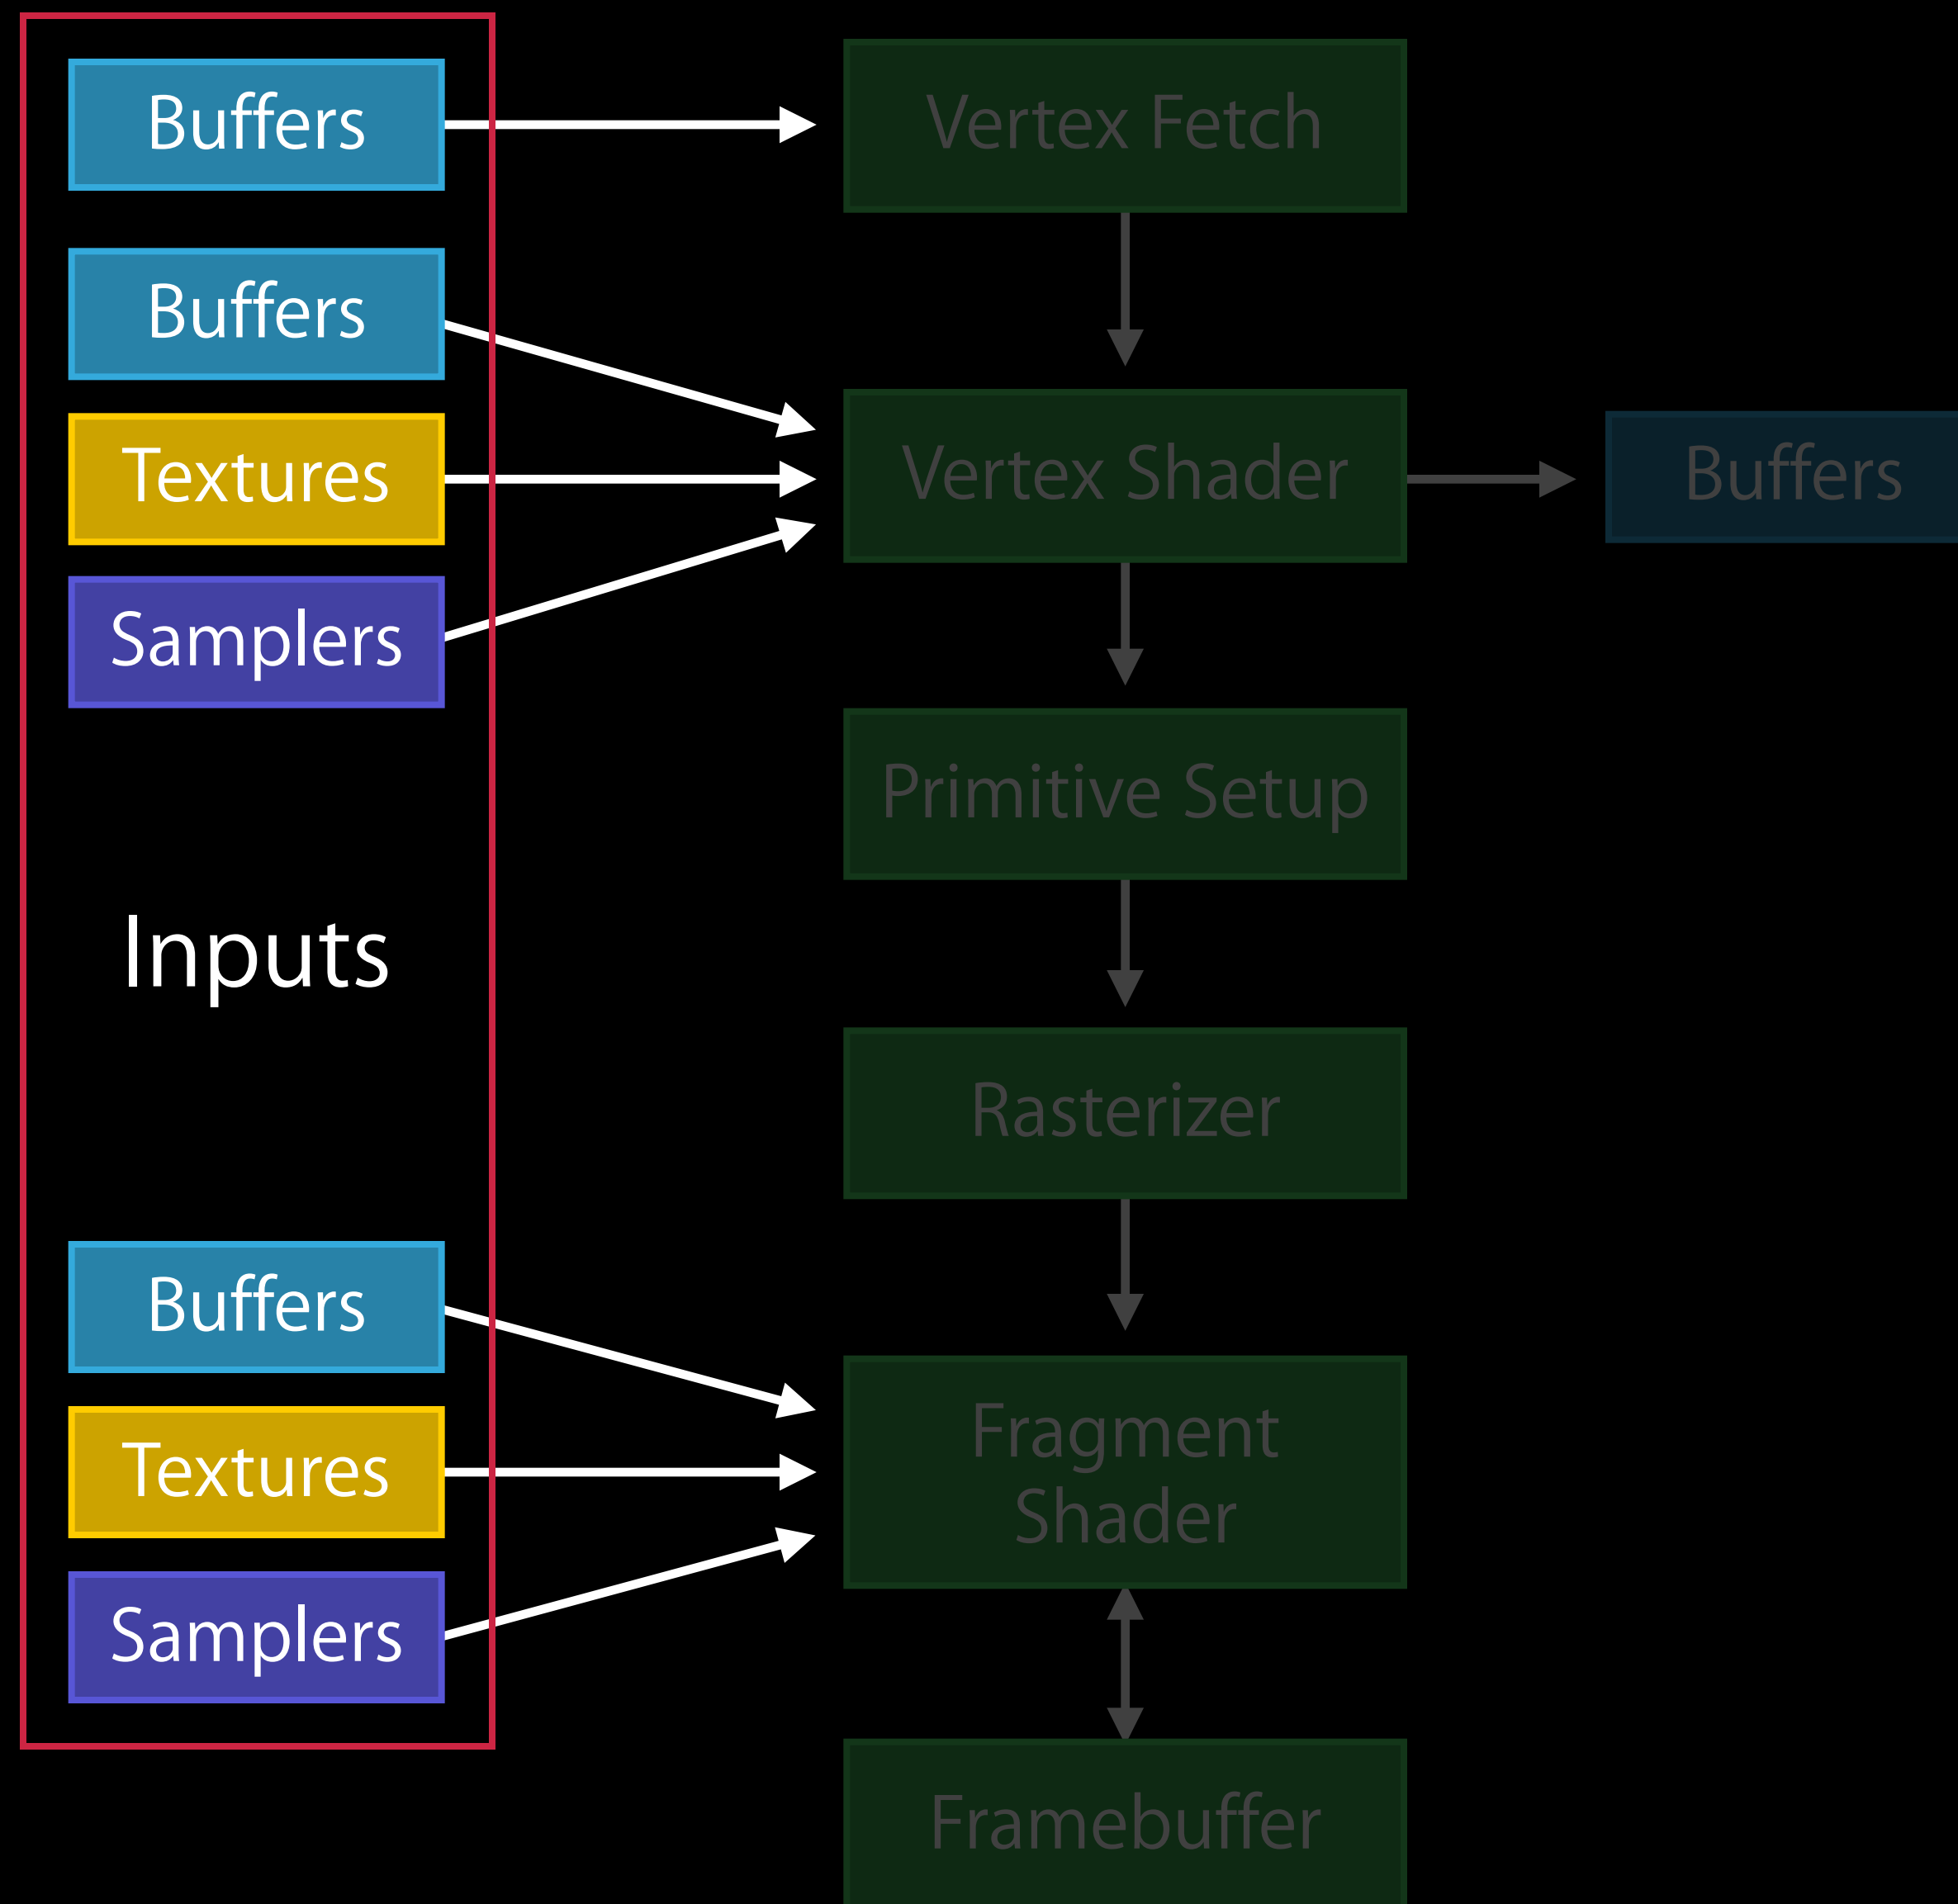 Buffers
Vertex Fetch
Buffers
Textures
Vertex Shader
Buffers
Samplers
Primitive Setup
Inputs
Rasterizer
Buffers
Textures
Fragment
Shader
Samplers
Framebuffer